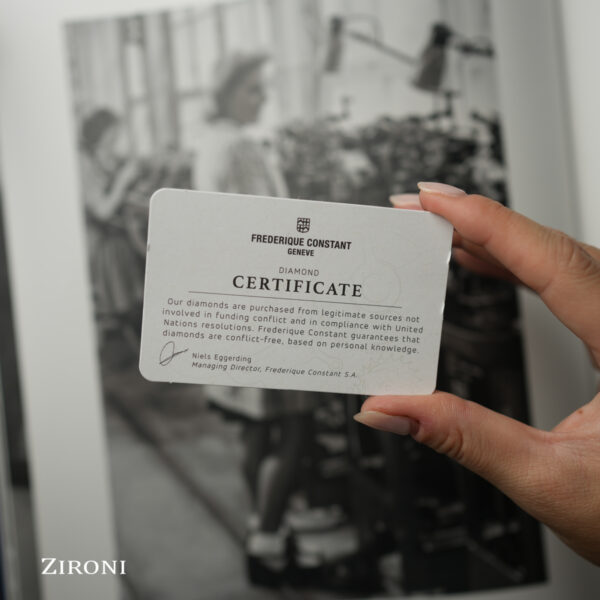 FREDERIQUE CONSTANT
GENEVE
DIAMOND
CERTIFICATE
Our diamonds are purchased from legitimate sources not
involved in funding conflict and in compliance with United
Nations resolutions. Frederique Constant guarantees that
diamonds are conflict-free, based on personal knowledge.
Niels Eggerding
Managing Director, Frederique Constant S.A.
ZIRONI